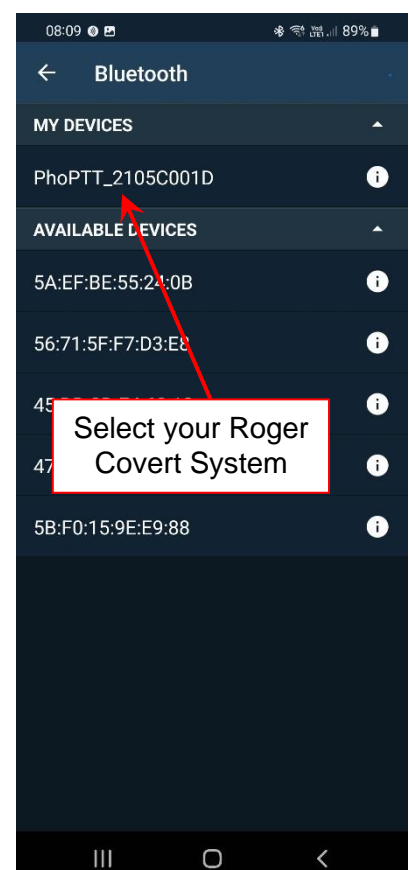 08:09 89%
Bluetooth
MY DEVICES
PhoPTT_2105C001D
AVAILABLE DEVICES
5A:EF:BE:55:24:0B
56:71:5F:F7:D3:E8
Select your Roger
Covert System
5B:F0:15:9E:E9:88